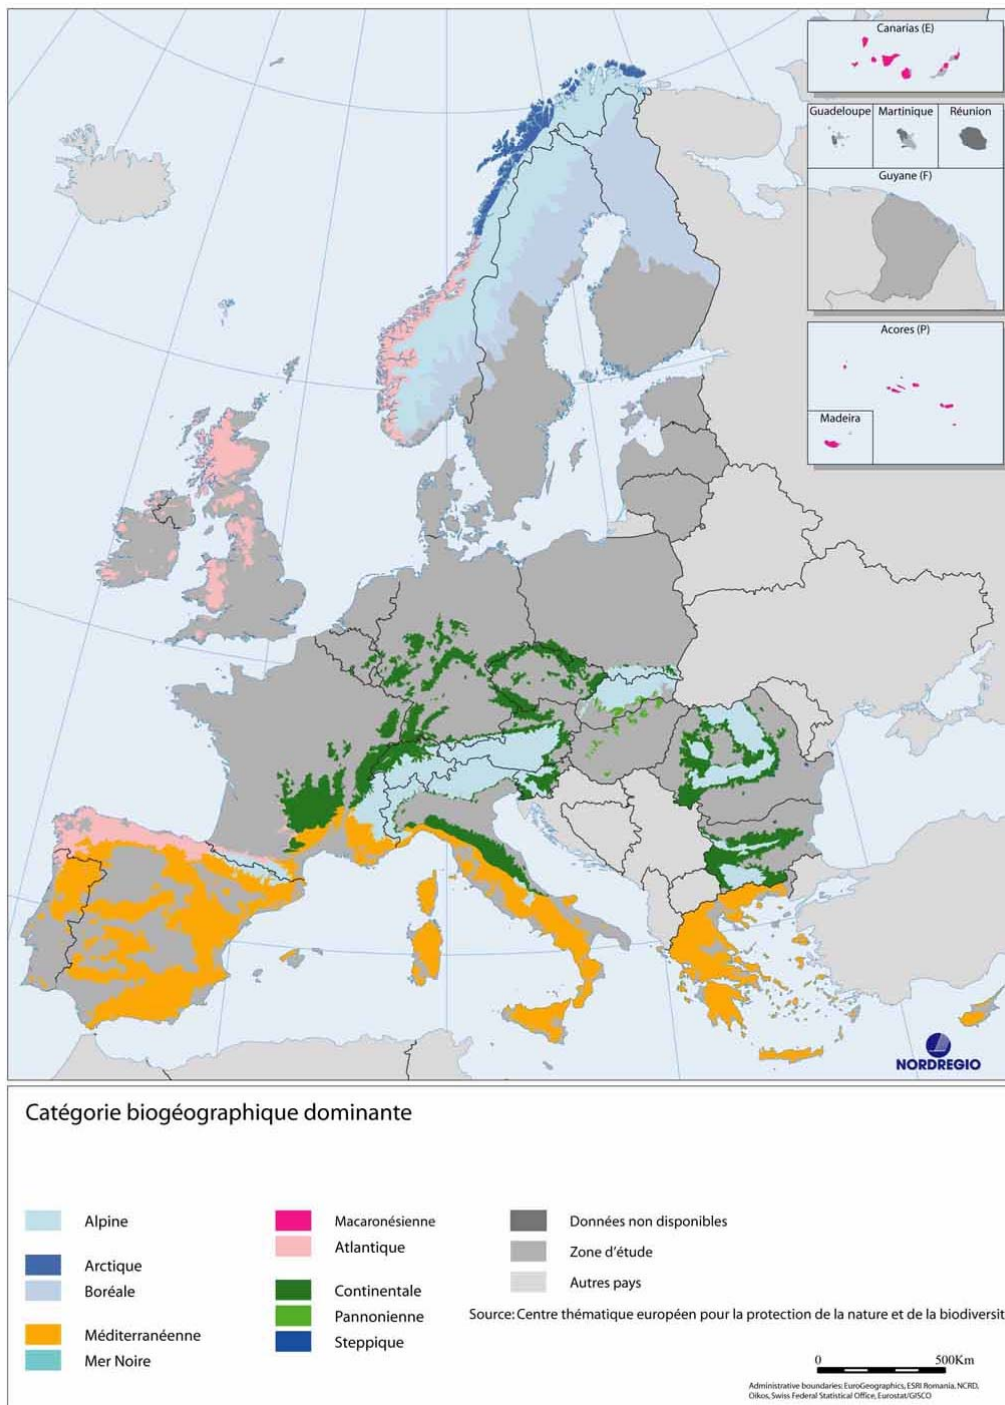 Canarias (E)
Guadeloupe
Martinique
Réunion
Guyane (F)
Acores (P)
Madeira
NORDREGIO
Catégorie biogéographique dominante
Alpine
Arctique
Boréale
Méditerranéenne
Mer Noire
Macaronésienne
Atlantique
Continentale
Pannonienne
Steppique
Données non disponibles
Zone d'étude
Autres pays
Source: Centre thématique européen pour la protection de la nature et de la biodiversit
0 500Km
Administrative boundaries: EuroGeographics, ESRI Romania, NCRD,
Oikos, Swiss Federal Statistical Office, Eurostat/GISCO